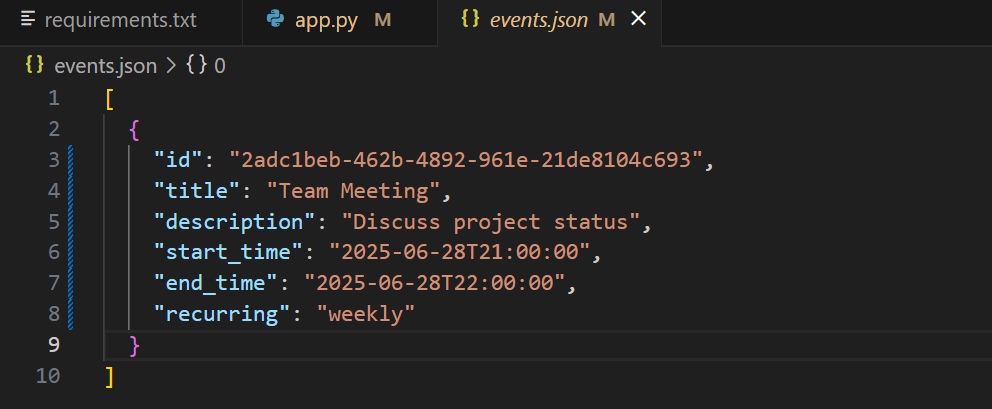 requirements.txt app.py M {} events.json M ×
{} events.json > {} 0
1 [
2 {
3 "id": "2adc1beb-462b-4892-961e-21de8104c693",
4 "title": "Team Meeting",
5 "description": "Discuss project status",
6 "start_time": "2025-06-28T21:00:00",
7 "end_time": "2025-06-28T22:00:00",
8 "recurring": "weekly"
9 }
10 ]